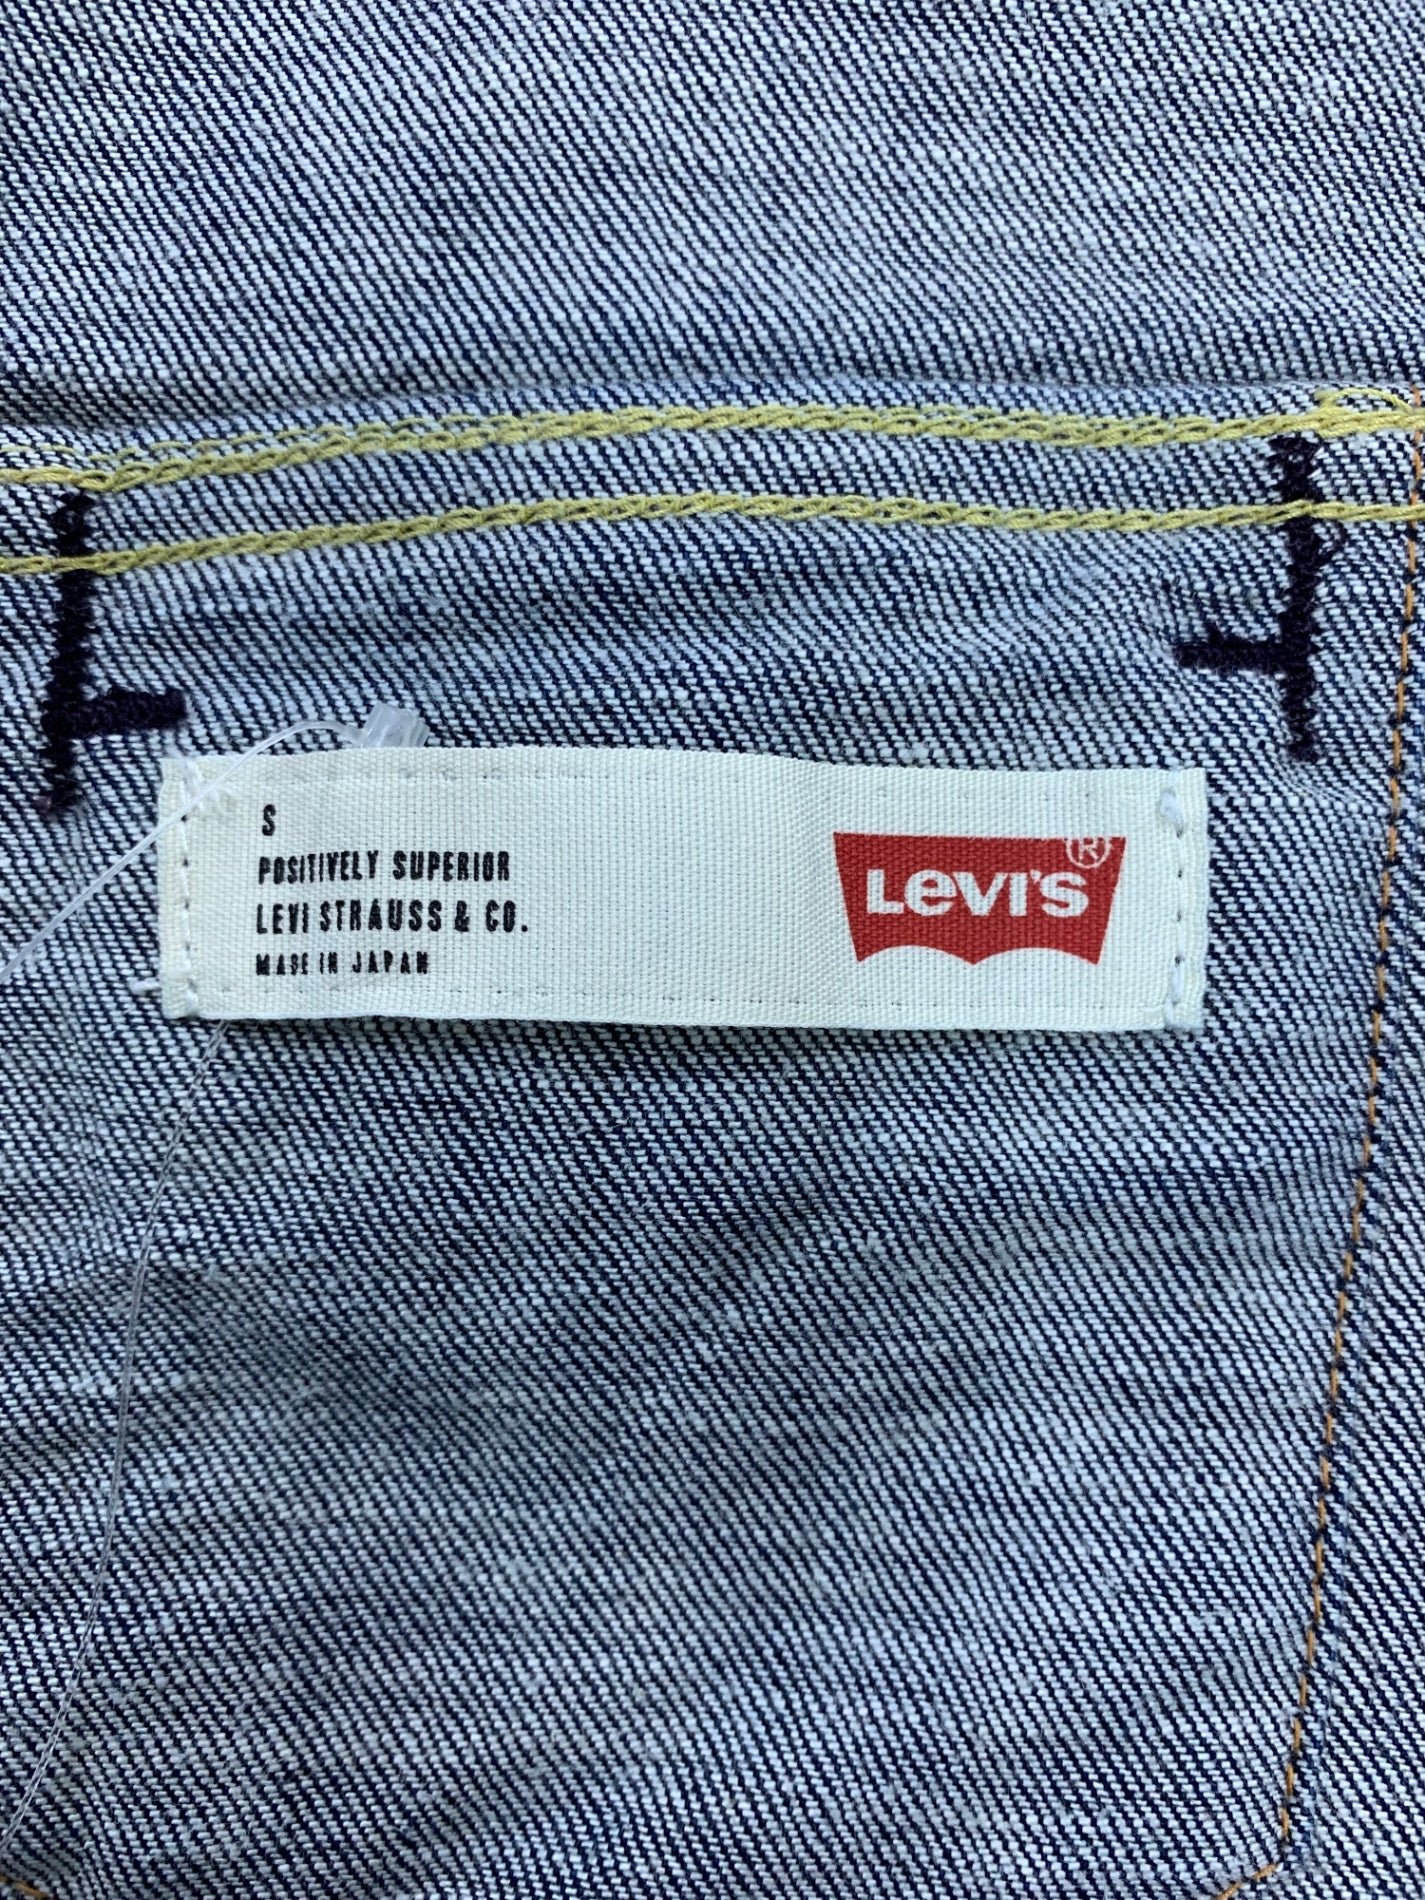 S
POSITIVELY SUPERIOR
LEVI STRAUSS & CO.
MADE IN JAPAN
LEVI'S®